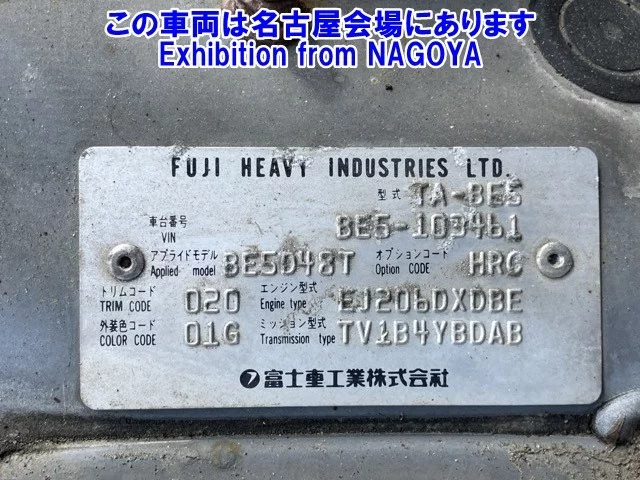 この車両は名古屋会場にあります
Exhibition from NAGOYA
FUJI HEAVY INDUSTRIES LTD.
型式 TA-BE5
車台番号 VIN BE5-103461
アプライドモデル Applied model BE5D48T オプションコード Option CODE HRG
トリムコード TRIM CODE 020 エンジン型式 Engine type EJ206DXDBE
外装色コード COLOR CODE 01G ミッション型式 Transmission type TV1B4YBDAB
富士重工業株式会社